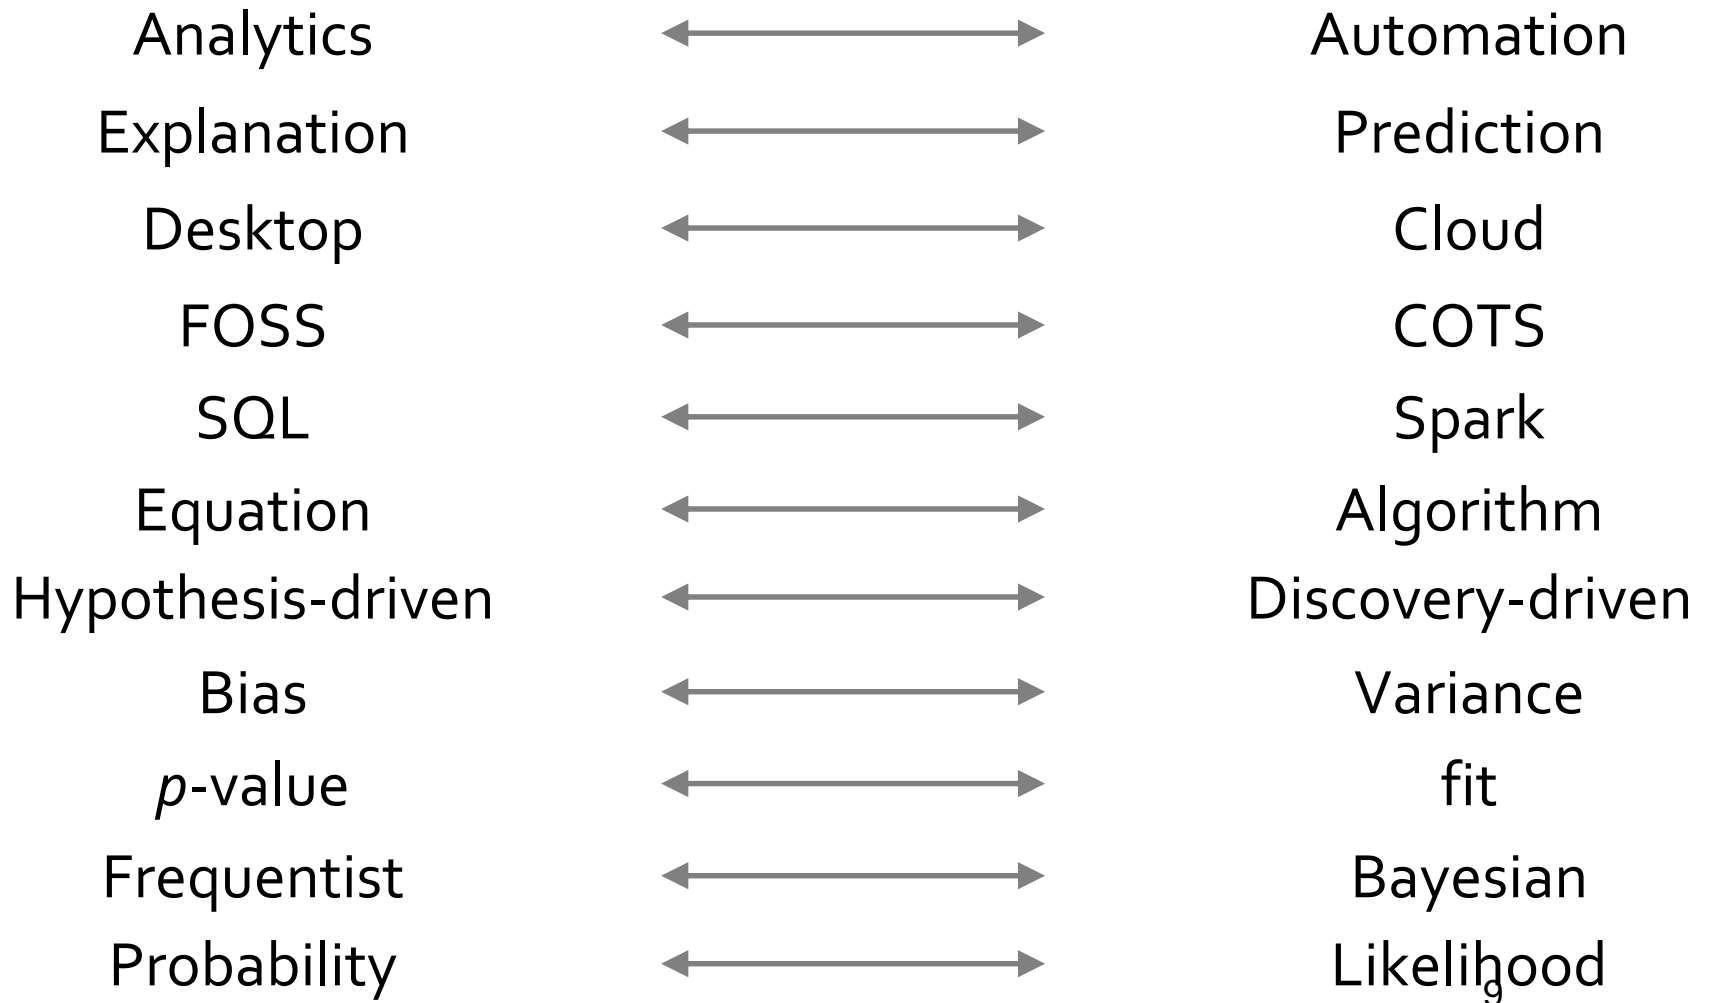 Analytics Automation
Explanation Prediction
Desktop Cloud
FOSS COTS
SQL Spark
Equation Algorithm
Hypothesis-driven Discovery-driven
Bias Variance
p-value fit
Frequentist Bayesian
Probability Likelihood
9